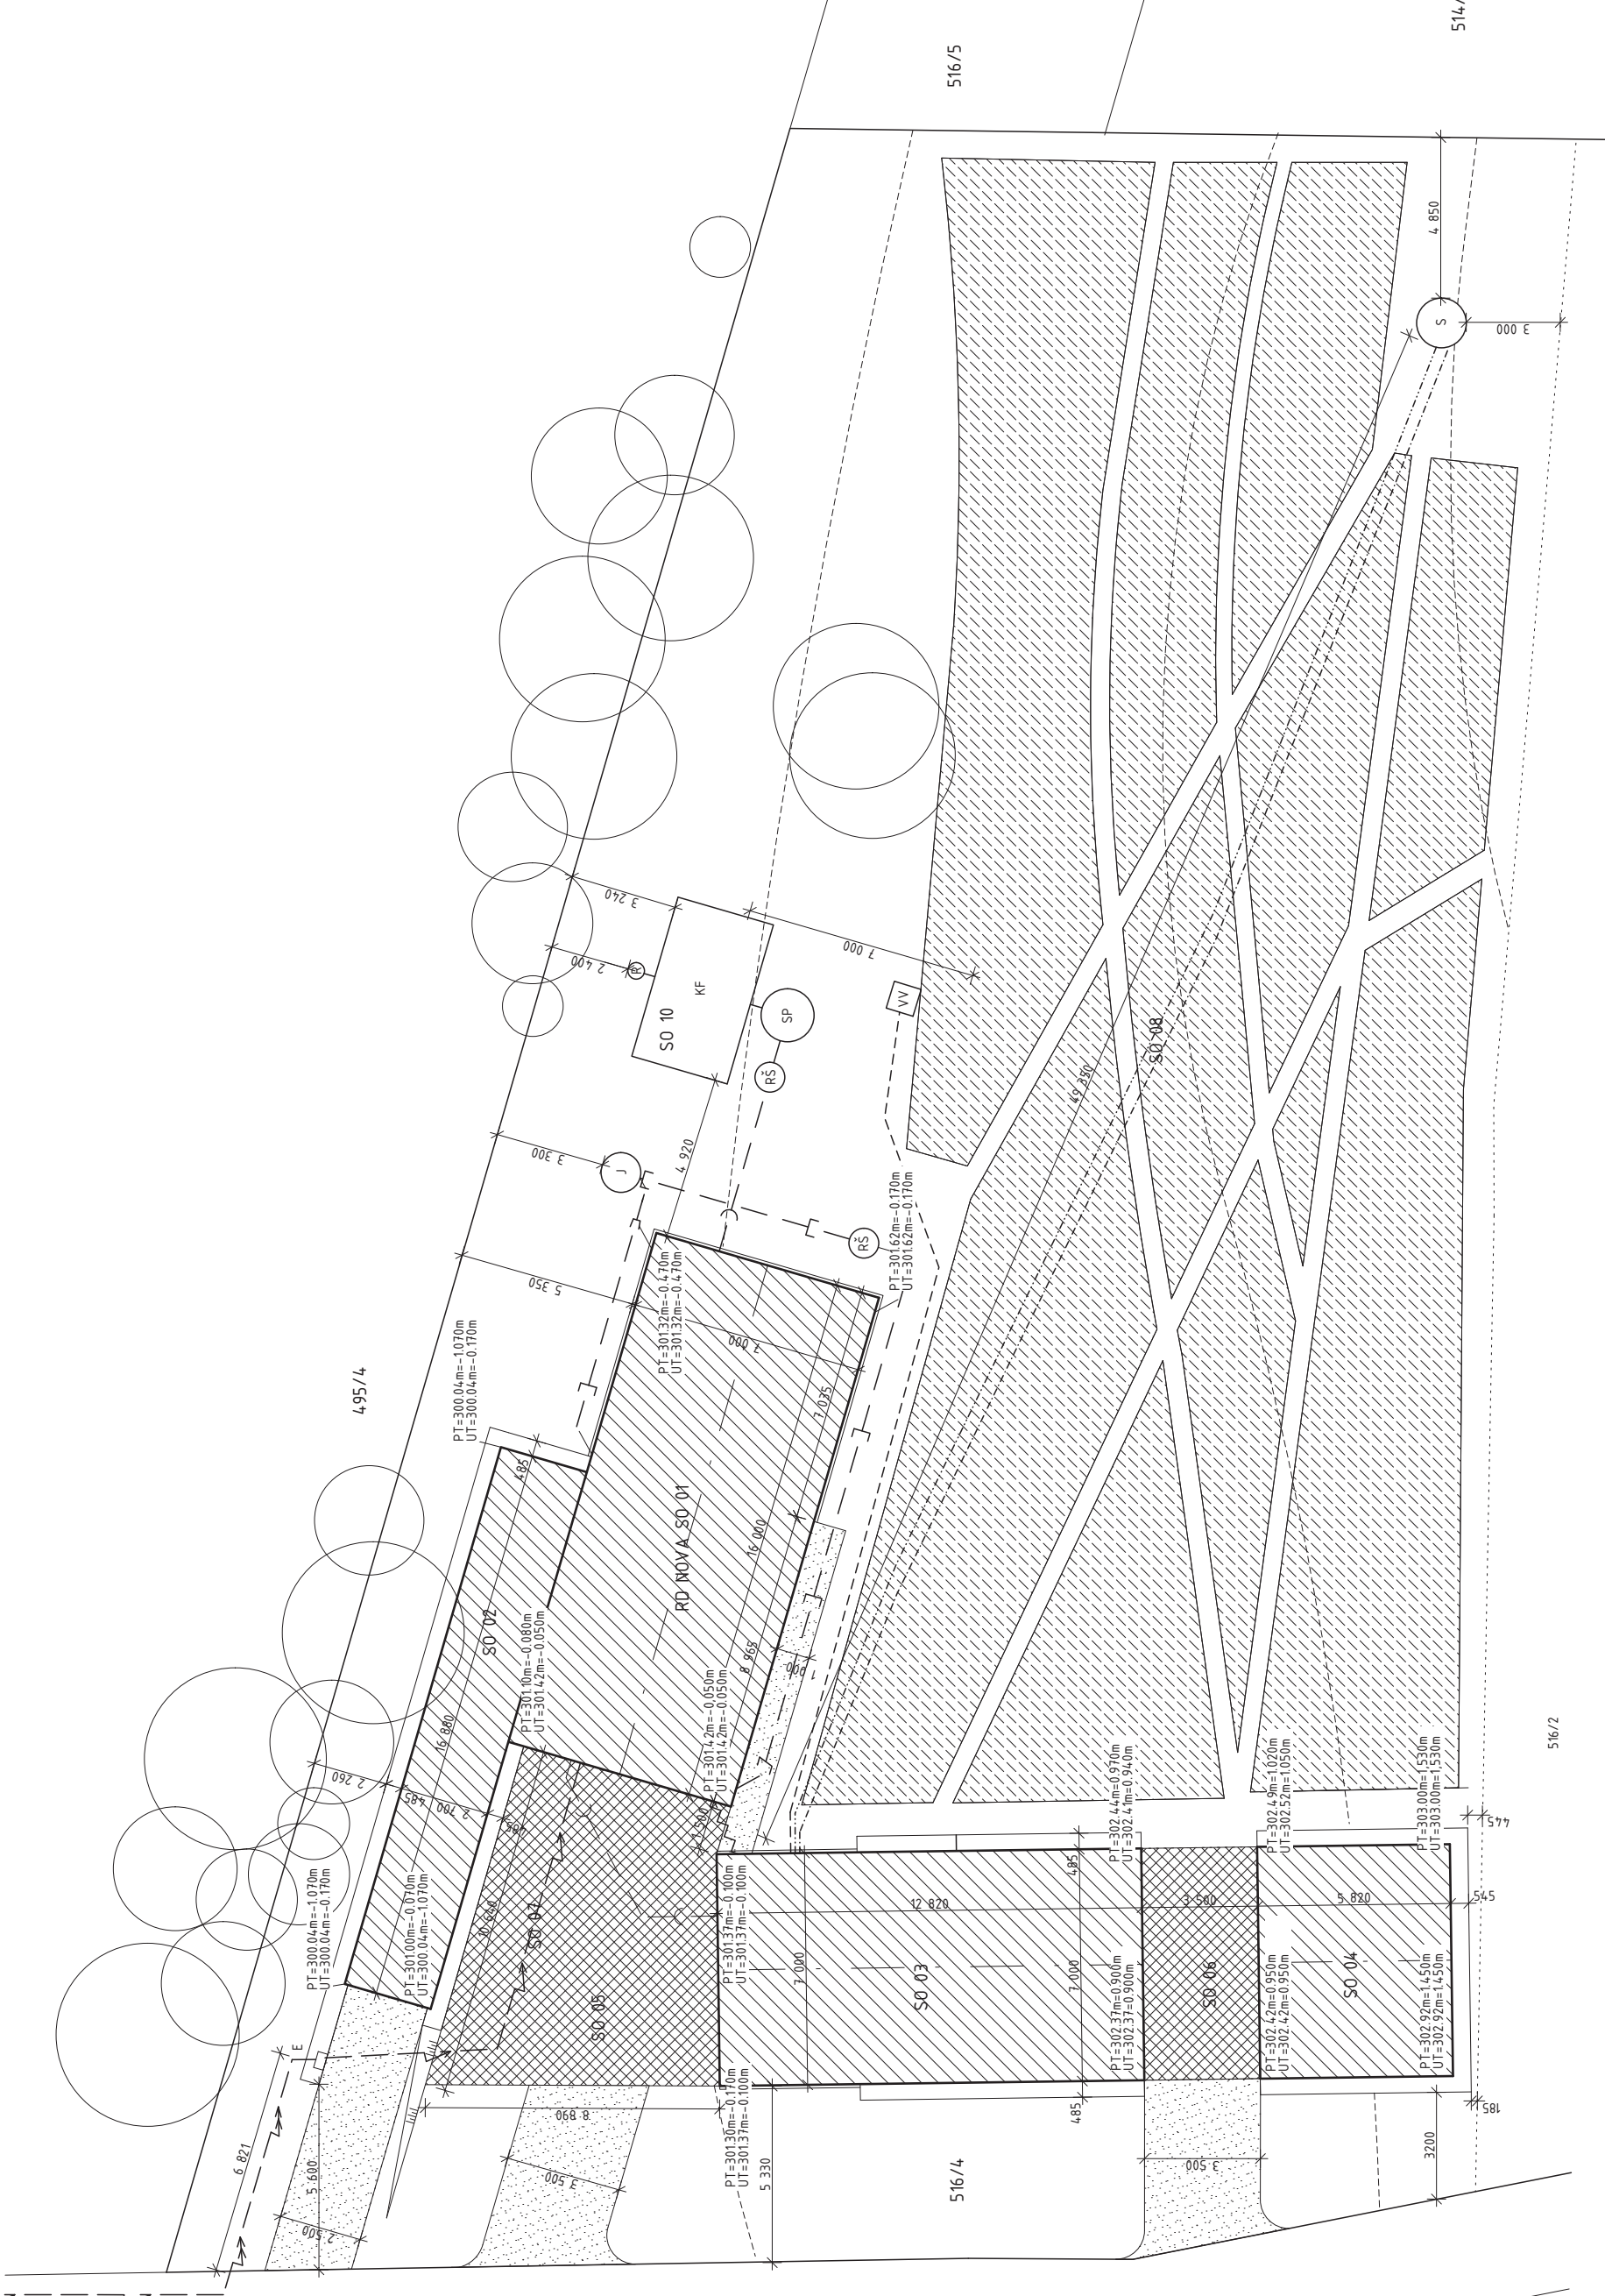 514/
516/5
4 850
S
3 000
3 240
2 400
R
KF
SO 10
7 000
SP
VV
RŠ
SO 08
49 350
3 300
J
4 920
RŠ
PT=301.62m=-0.170m
UT=301.62m=-0.170m
5 350
PT=301.32m=-0.470m
UT=301.32m=-0.470m
7 000
495/4
PT=300.04m=-1.070m
UT=300.04m=-0.170m
7 035
485
RD NOVA SO 01
16 000
SO 02
PT=301.10m=-0.080m
UT=301.42m=-0.050m
8 965
1 000
PT=301.42m=-0.050m
UT=301.42m=-0.050m
16 880
2 260
485
2 700
485
1 500
516/2
PT=302.44m=0.970m
UT=302.41m=0.940m
PT=302.49m=1.020m
UT=302.52m=1.050m
PT=303.00m=1.530m
UT=303.00m=1.530m
445
PT=300.04m=-1.070m
UT=300.04m=-0.170m
PT=301.00m=-0.070m
UT=300.04m=-1.070m
10 640
SO 07
PT=301.37m=-0.100m
UT=301.37m=-0.100m
485
12 820
3 500
5 820
545
7 000
7 000
SO 03
SO 06
SO 04
SO 05
PT=302.37m=0.900m
UT=302.37=0.900m
PT=302.42m=0.950m
UT=302.42m=0.950m
PT=302.92m=1.450m
UT=302.92m=1.450m
E
8 890
PT=301.30m=-0.170m
UT=301.37m=-0.100m
485
185
6 821
5 600
3 500
5 330
516/4
3 500
3200
2 500